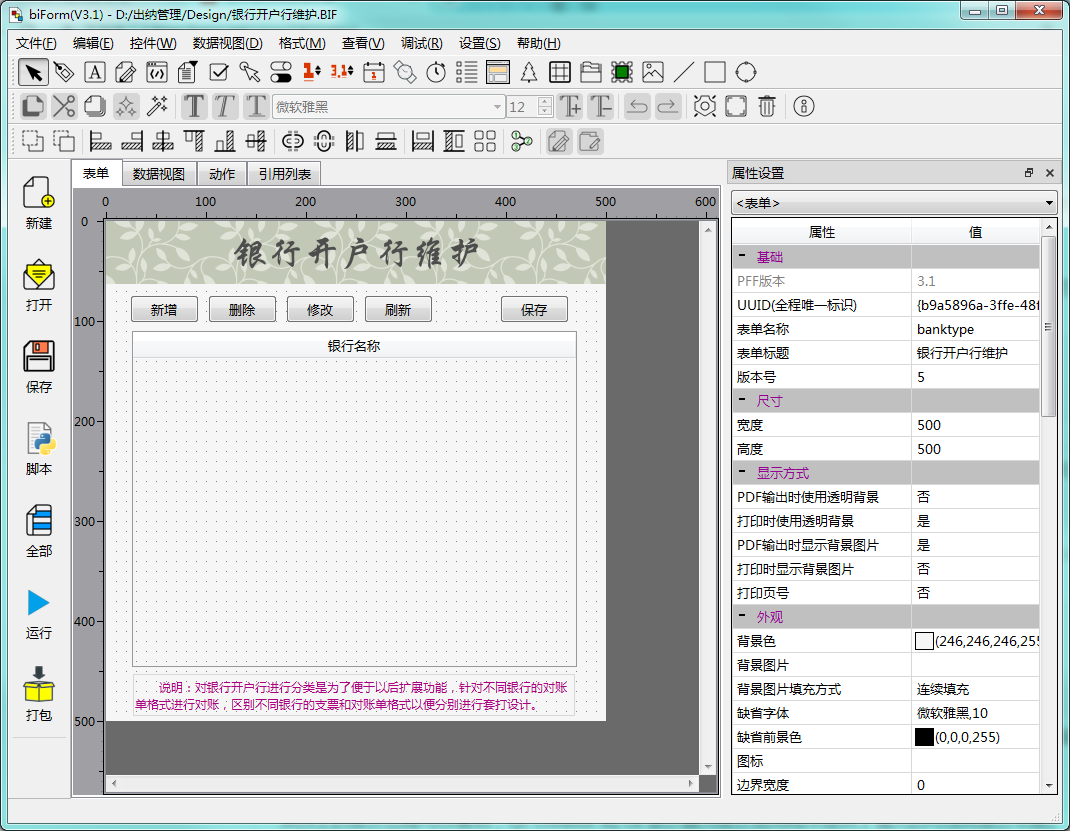 biForm(V3.1) - D:/出纳管理/Design/银行开户行维护.BIF
文件(F) 编辑(E) 控件(W) 数据视图(D) 格式(M) 查看(V) 调试(R) 设置(S) 帮助(H)
微软雅黑 12
表单 数据视图 动作 引用列表
新建
打开
保存
脚本
全部
运行
打包
0 100 200 300 400 500 600
0
100
200
300
400
500
银行开户行维护
新增 删除 修改 刷新 保存
银行名称
说明：对银行开户行进行分类是为了便于以后扩展功能，针对不同银行的对账
单格式进行对账，区别不同银行的支票和对账单格式以便分别进行套打设计。
属性设置
<表单>
属性 值
基础
PFF版本 3.1
UUID(全程唯一标识) {b9a5896a-3ffe-48f
表单名称 banktype
表单标题 银行开户行维护
版本号 5
尺寸
宽度 500
高度 500
显示方式
PDF输出时使用透明背景 否
打印时使用透明背景 是
PDF输出时显示背景图片 是
打印时显示背景图片 否
打印页号 否
外观
背景色 (246,246,246,255
背景图片
背景图片填充方式 连续填充
缺省字体 微软雅黑,10
缺省前景色 (0,0,0,255)
图标
边界宽度 0